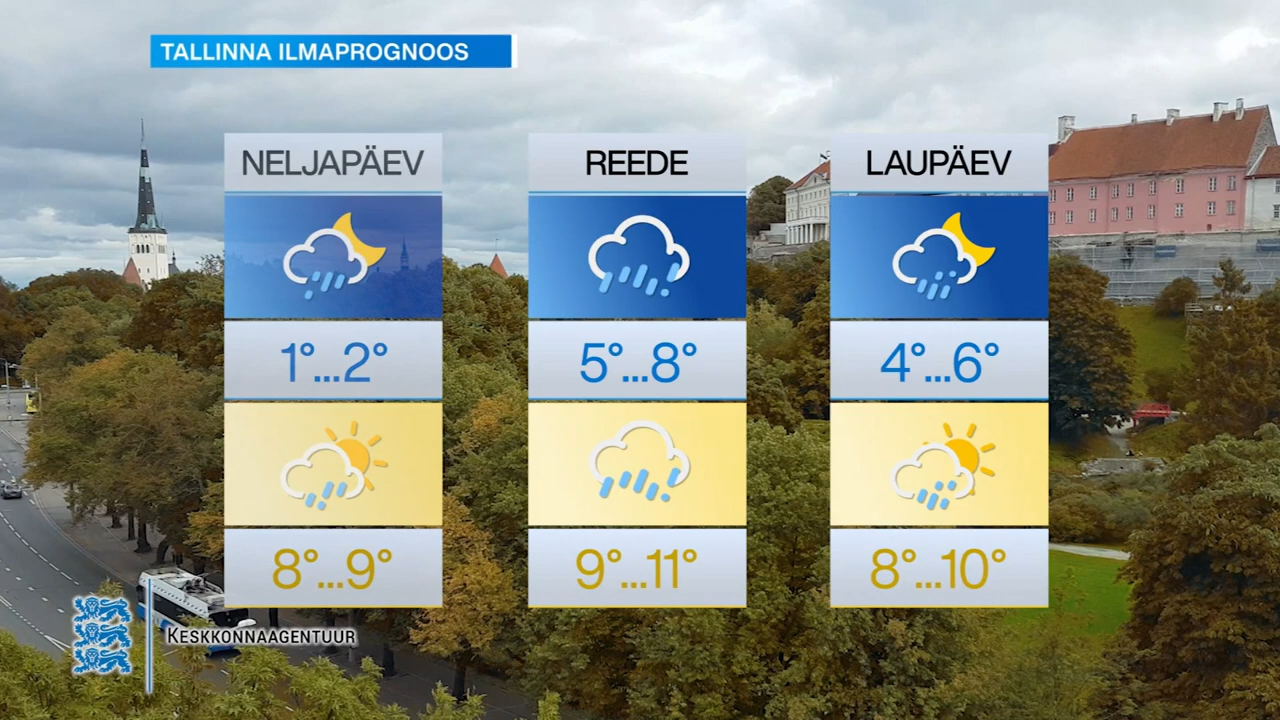 TALLINNA ILMAPROGNOOS
NELJAPÄEV
1°...2°
8°...9°
REEDE
5°...8°
9°...11°
LAUPÄEV
4°...6°
8°...10°
KESKKONNAAGENTUUR